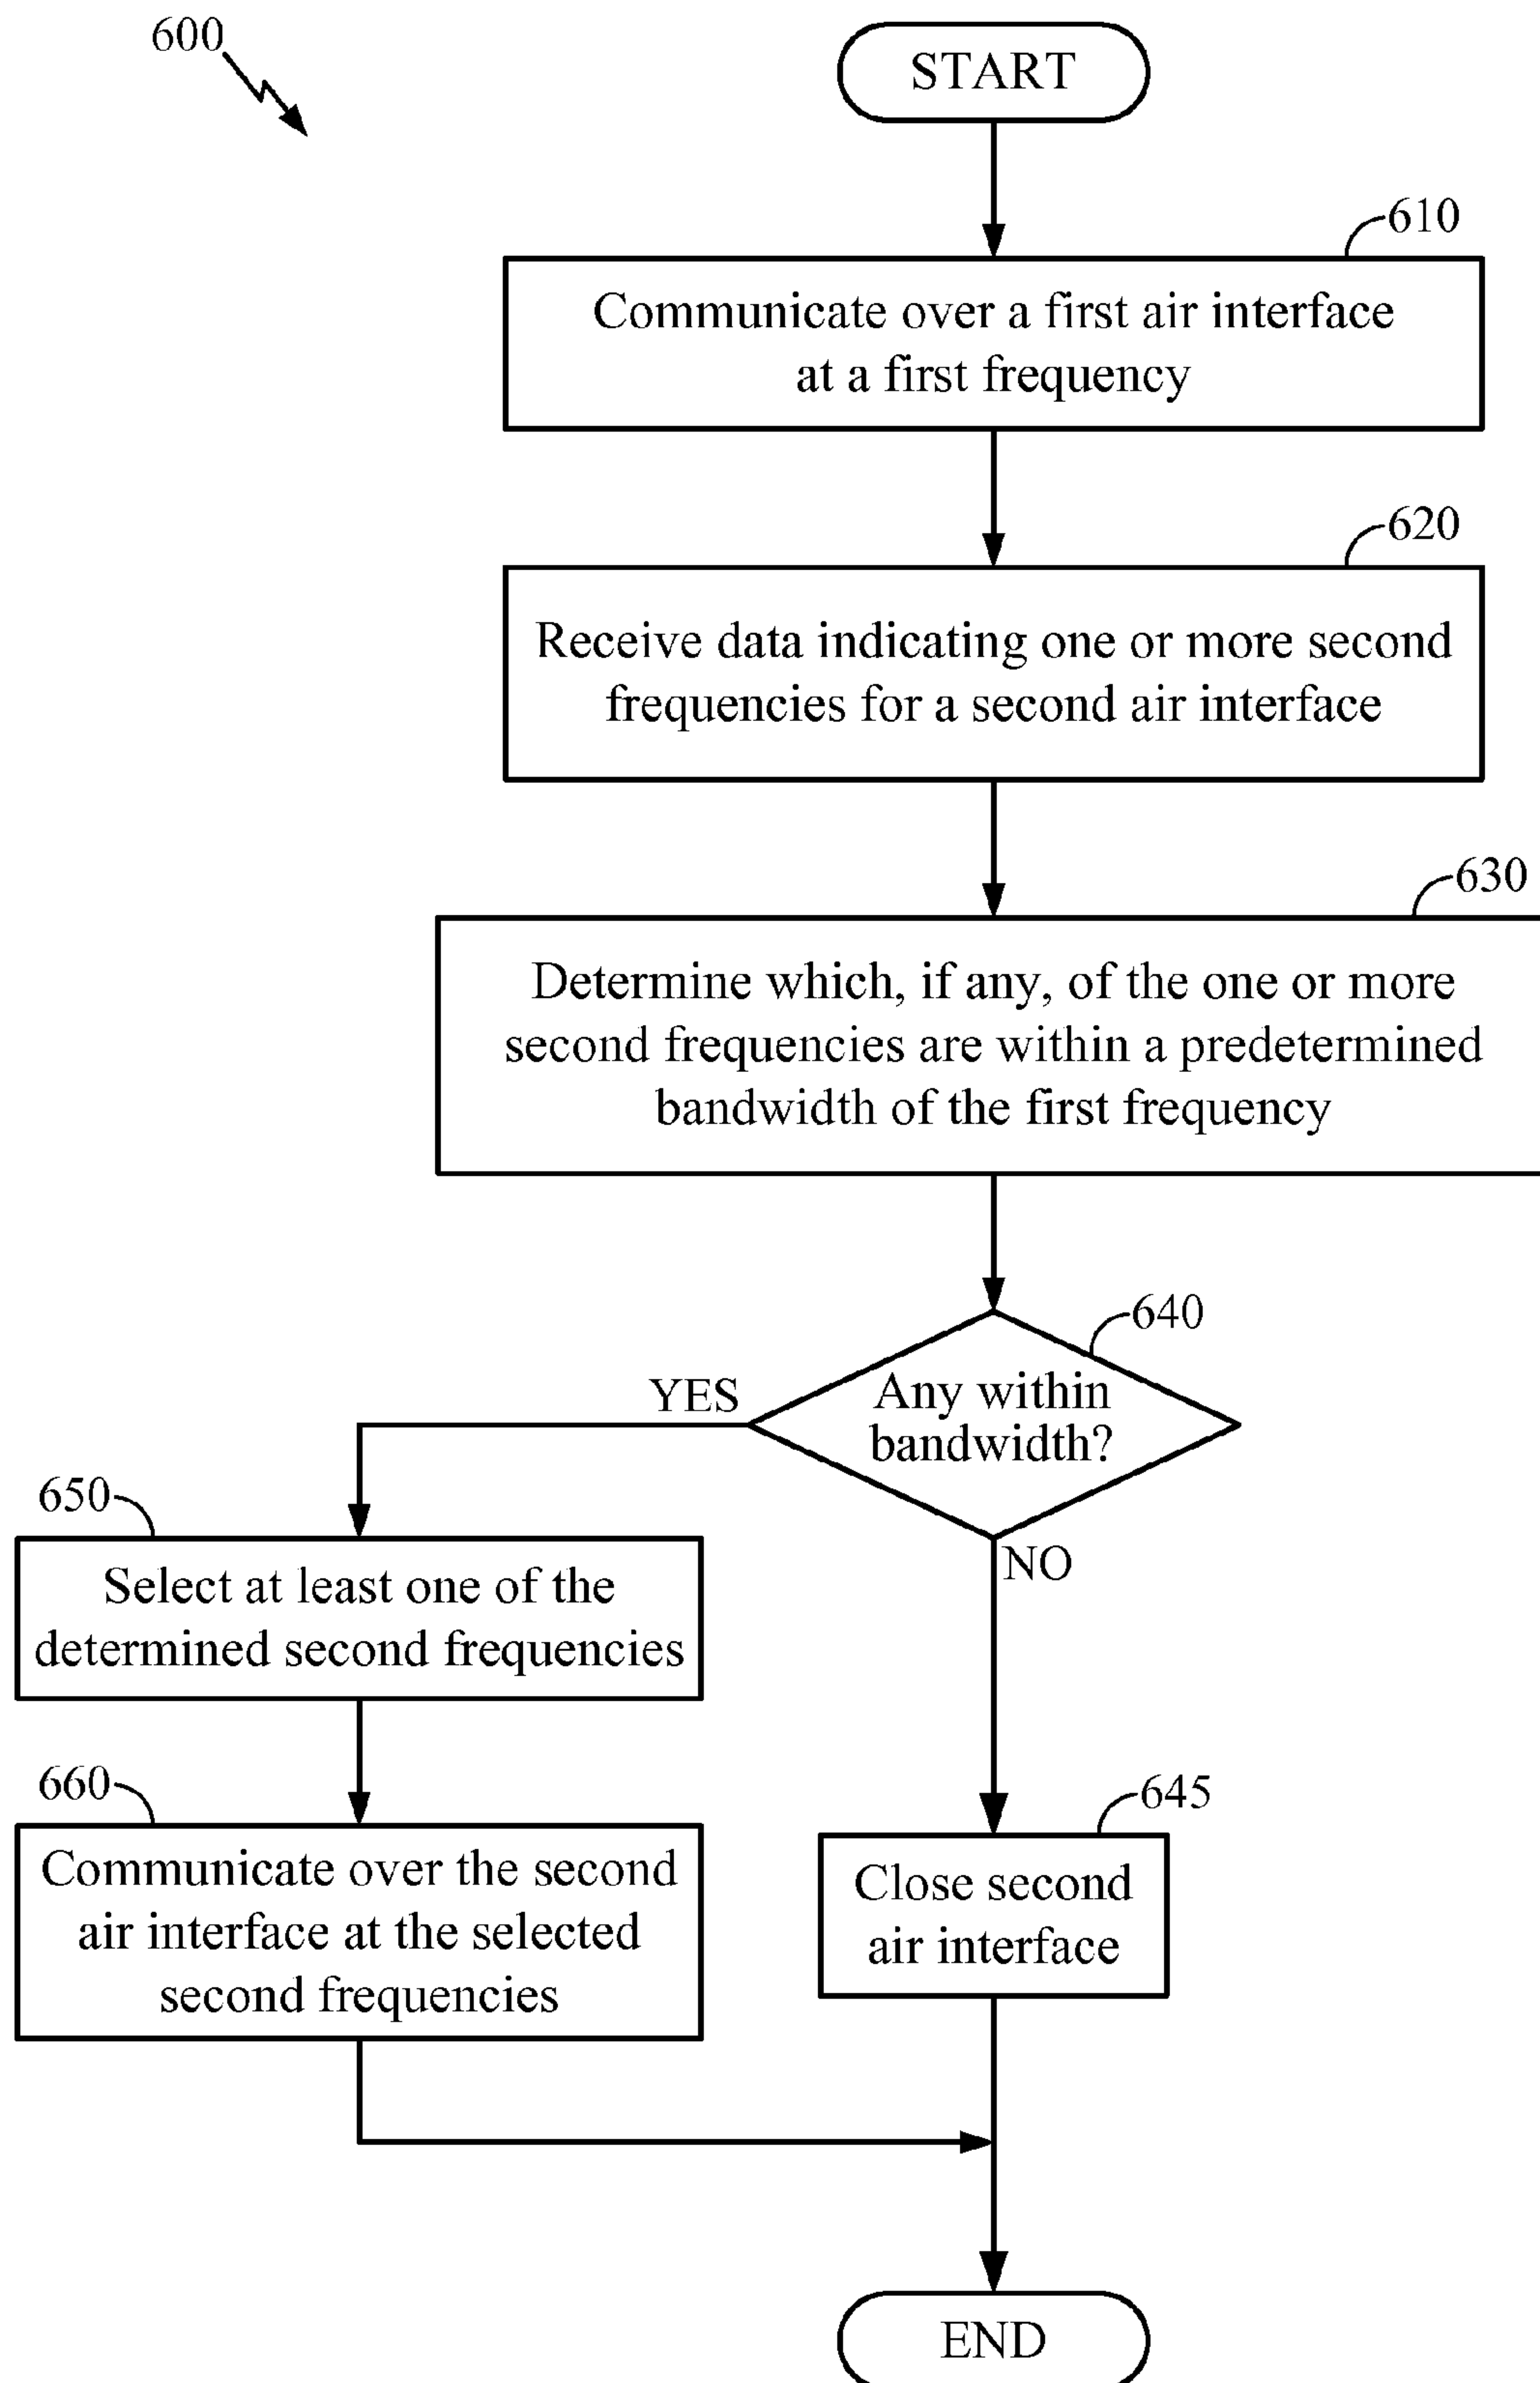 600
START
610
Communicate over a first air interface
at a first frequency
620
Receive data indicating one or more second
frequencies for a second air interface
630
Determine which, if any, of the one or more
second frequencies are within a predetermined
bandwidth of the first frequency
640
Any within
bandwidth?
YES
NO
650
Select at least one of the
determined second frequencies
660
Communicate over the second
air interface at the selected
second frequencies
645
Close second
air interface
END